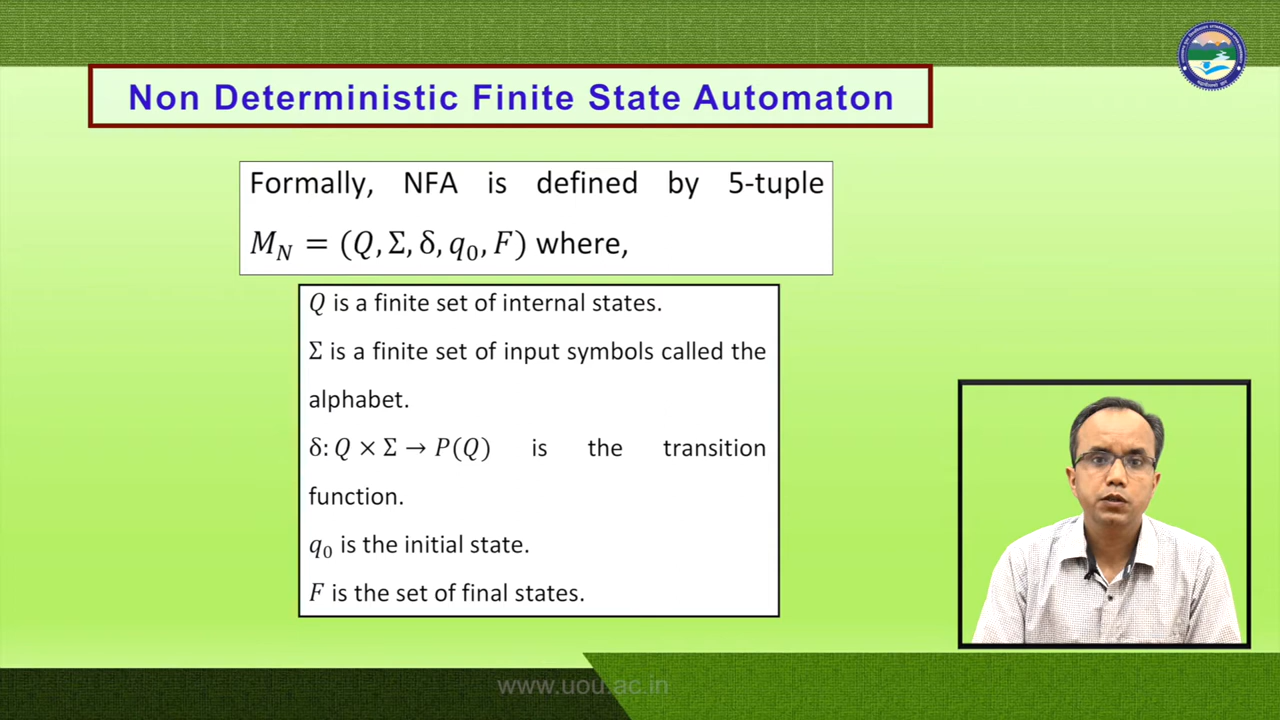 Non Deterministic Finite State Automaton
Formally, NFA is defined by 5-tuple
M_N = (Q, Σ, δ, q₀, F) where,
Q is a finite set of internal states.
Σ is a finite set of input symbols called the
alphabet.
δ: Q × Σ → P(Q) is the transition
function.
q₀ is the initial state.
F is the set of final states.
www.uou.ac.in